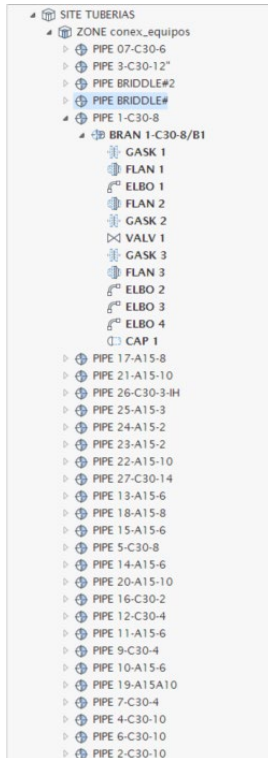 SITE TUBERIAS
ZONE conex_equipos
PIPE 07-C30-6
PIPE 3-C30-12"
PIPE BRIDDLE#2
PIPE BRIDDLE#
PIPE 1-C30-8
BRAN 1-C30-8/B1
GASK 1
FLAN 1
ELBO 1
FLAN 2
GASK 2
VALV 1
GASK 3
FLAN 3
ELBO 2
ELBO 3
ELBO 4
CAP 1
PIPE 17-A15-8
PIPE 21-A15-10
PIPE 26-C30-3-IH
PIPE 25-A15-3
PIPE 24-A15-2
PIPE 23-A15-2
PIPE 22-A15-10
PIPE 27-C30-14
PIPE 13-A15-6
PIPE 18-A15-8
PIPE 15-A15-6
PIPE 5-C30-8
PIPE 14-A15-6
PIPE 20-A15-10
PIPE 16-C30-2
PIPE 12-C30-4
PIPE 11-A15-6
PIPE 9-C30-4
PIPE 10-A15-6
PIPE 19-A15A10
PIPE 7-C30-4
PIPE 4-C30-10
PIPE 6-C30-10
PIPE 2-C30-10